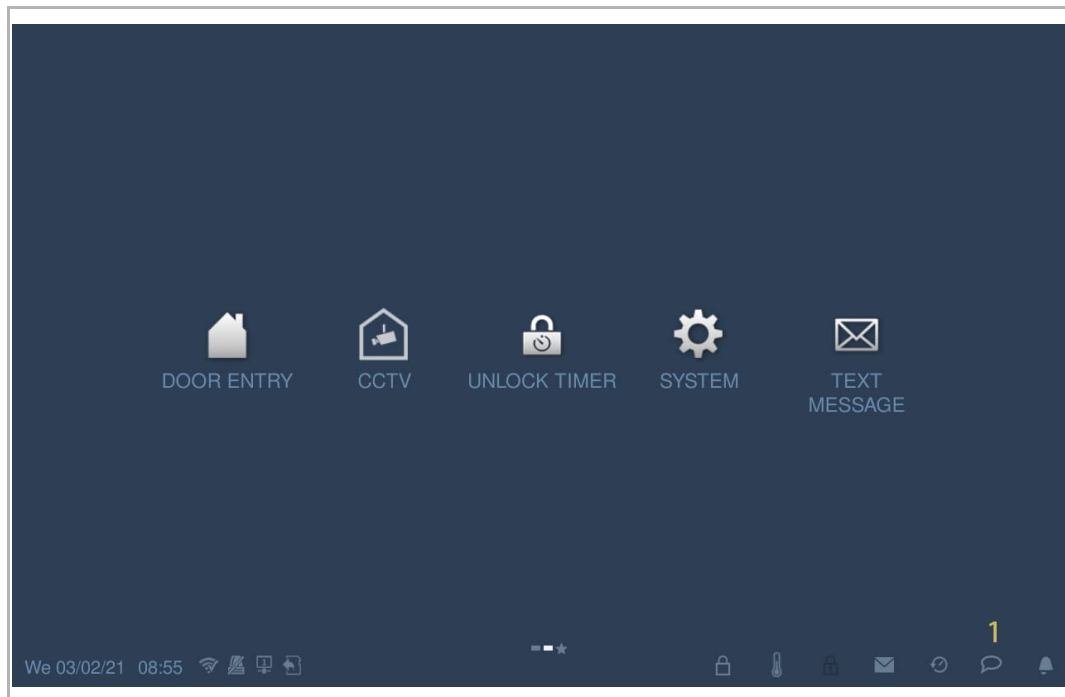 DOOR ENTRY
CCTV
UNLOCK TIMER
SYSTEM
TEXT
MESSAGE
1
We 03/02/21 08:55